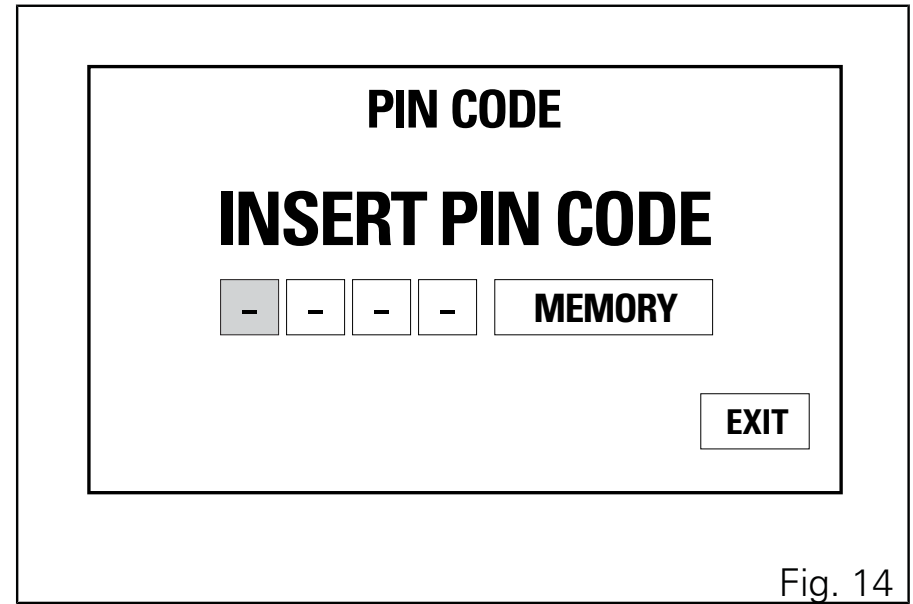 PIN CODE
INSERT PIN CODE
- - - - MEMORY
EXIT
Fig. 14